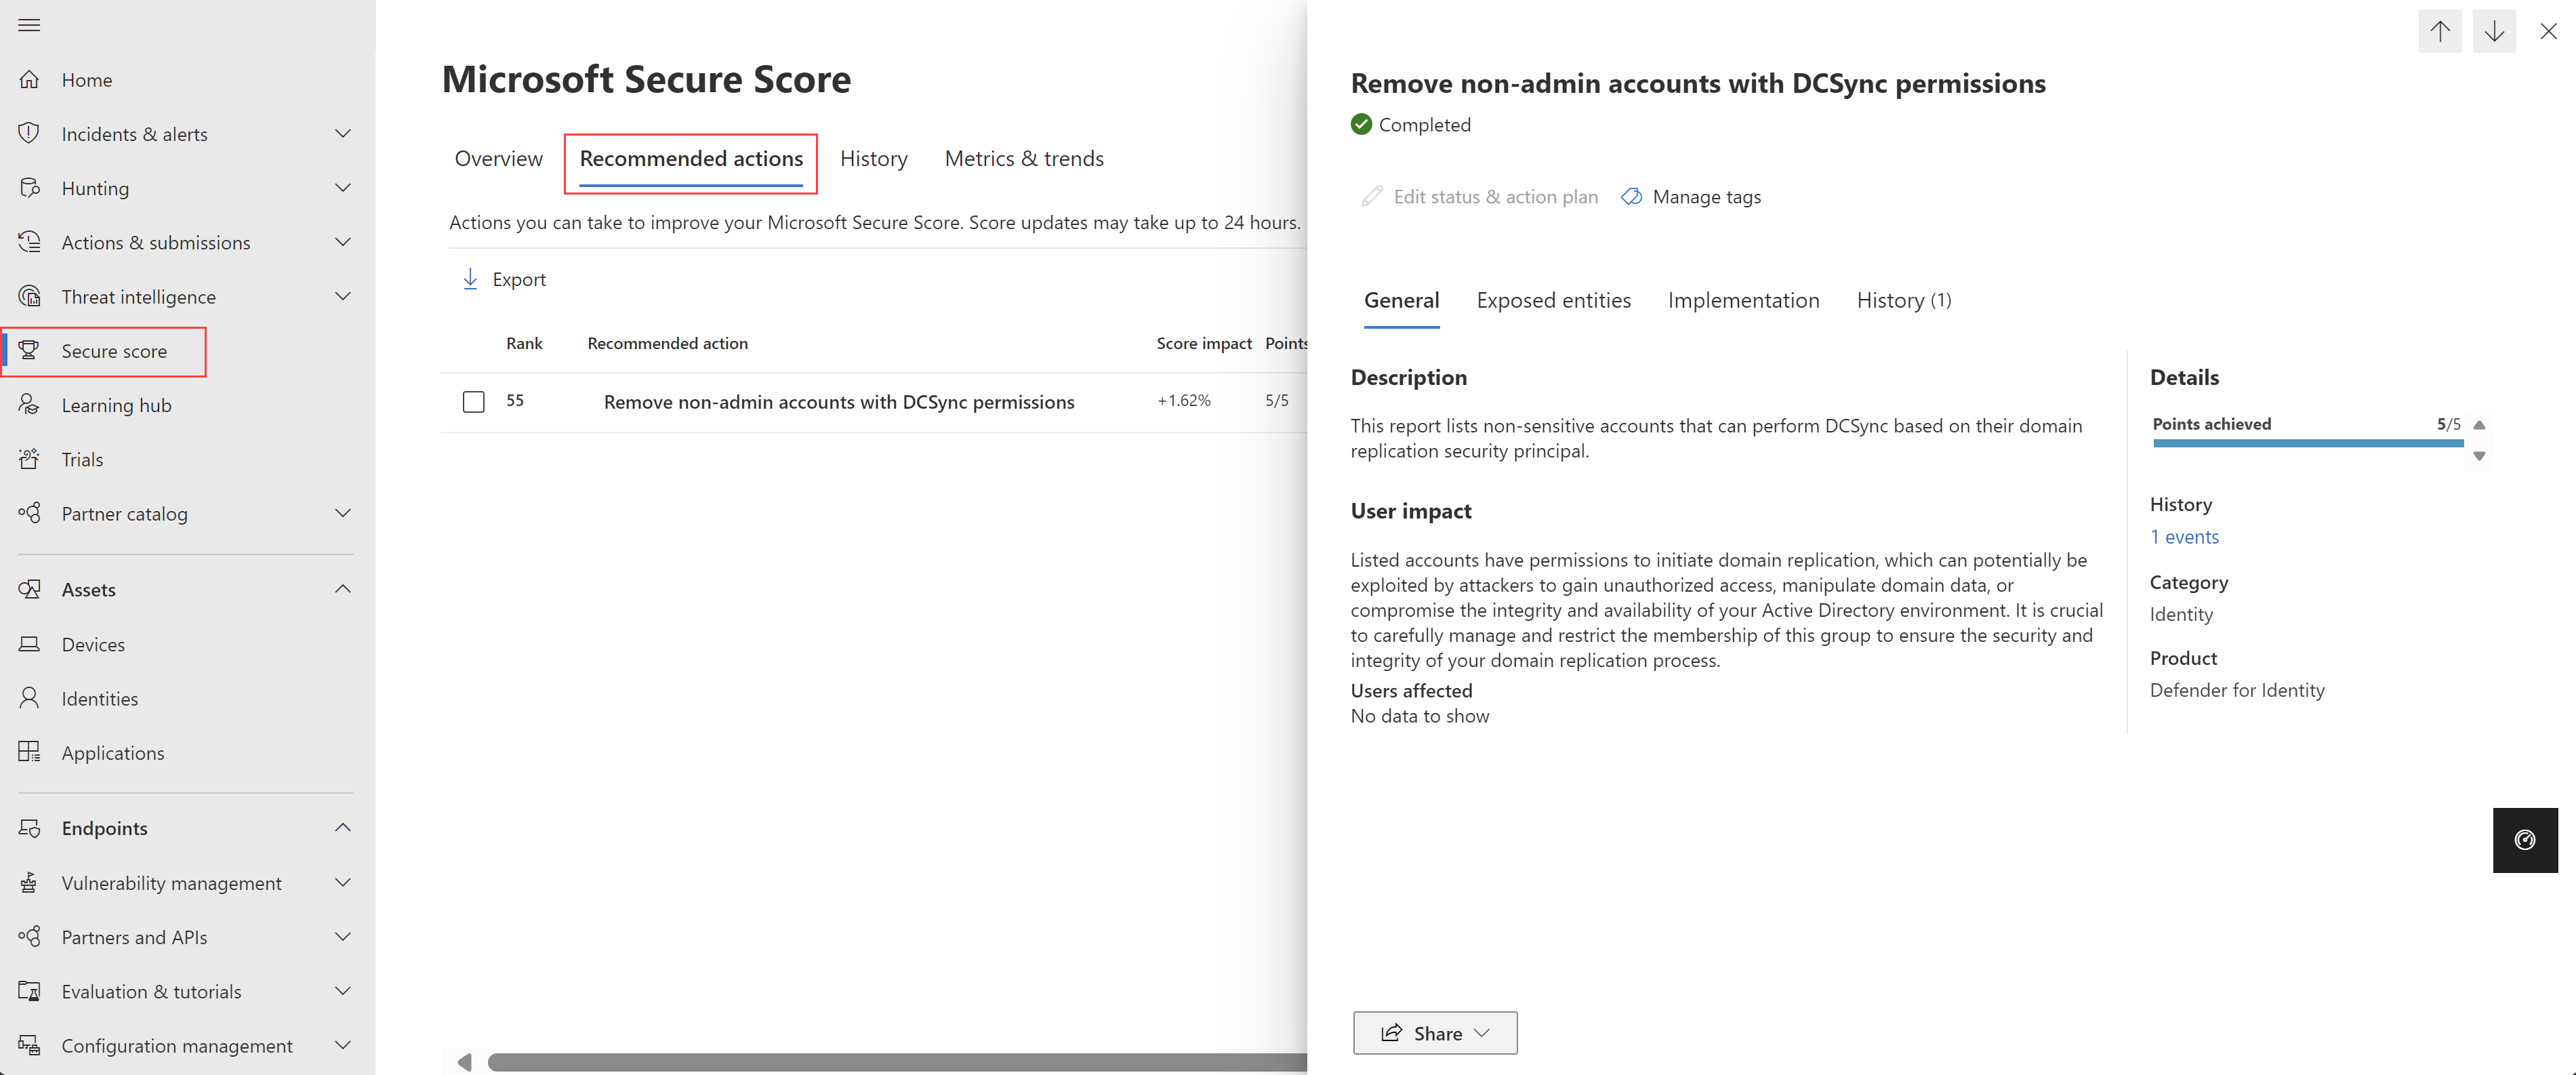 Home
Incidents & alerts
Hunting
Actions & submissions
Threat intelligence
Secure score
Learning hub
Trials
Partner catalog
Assets
Devices
Identities
Applications
Endpoints
Vulnerability management
Partners and APIs
Evaluation & tutorials
Configuration management
Microsoft Secure Score
Overview
Recommended actions
History
Metrics & trends
Actions you can take to improve your Microsoft Secure Score. Score updates may take up to 24 hours.
Export
Rank
Recommended action
Score impact
Points
55
Remove non-admin accounts with DCSync permissions
+1.62%
5/5
Remove non-admin accounts with DCSync permissions
Completed
Edit status & action plan
Manage tags
General
Exposed entities
Implementation
History (1)
Description
This report lists non-sensitive accounts that can perform DCSync based on their domain
replication security principal.
User impact
Listed accounts have permissions to initiate domain replication, which can potentially be
exploited by attackers to gain unauthorized access, manipulate domain data, or
compromise the integrity and availability of your Active Directory environment. It is crucial
to carefully manage and restrict the membership of this group to ensure the security and
integrity of your domain replication process.
Users affected
No data to show
Details
Points achieved
5/5
History
1 events
Category
Identity
Product
Defender for Identity
Share